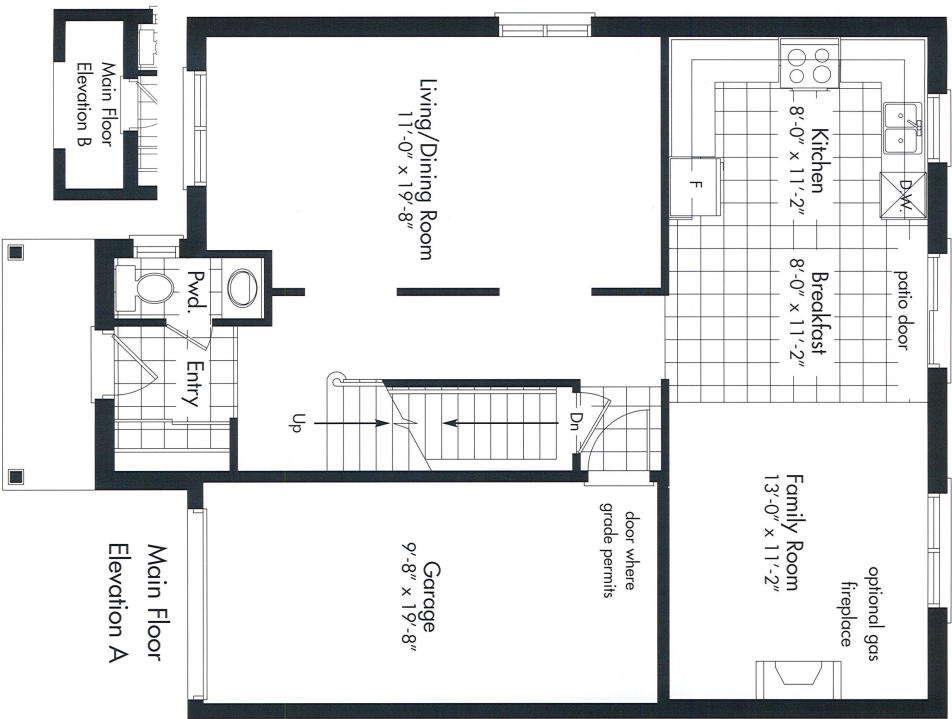 Kitchen
8'-0" x 11'-2"
D.W.
F
Breakfast
8'-0" x 11'-2"
patio door
Family Room
13'-0" x 11'-2"
optional gas
fireplace
Living/Dining Room
11'-0" x 19'-8"
Dn
Up
door where
grade permits
Garage
9'-8" x 19'-8"
Pwd.
Entry
Main Floor
Elevation B
Main Floor
Elevation A